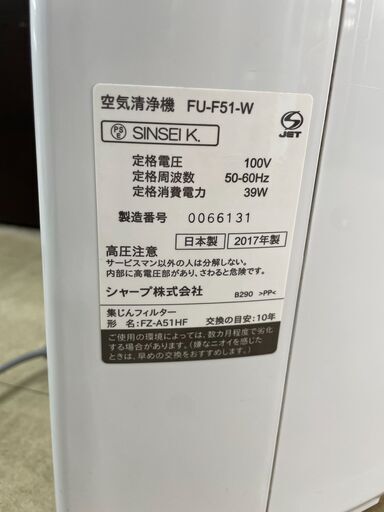 空気清浄機 FU-F51-W
PS E SINSEI K.
JET
定格電圧 100V
定格周波数 50-60Hz
定格消費電力 39W
製造番号 0066131
日本製 2017年製
高圧注意
サービスマン以外の人は分解しない。
内部に高電圧部があり、さわると危険です。
シャープ株式会社 B290 >PP<
集じんフィルター
形 名:FZ-A51HF 交換の目安:10年
ご使用の環境によっては、数カ月程度で劣化
することがあります。(嫌なニオイを感じた
ときは、早めの交換をおすすめします。)